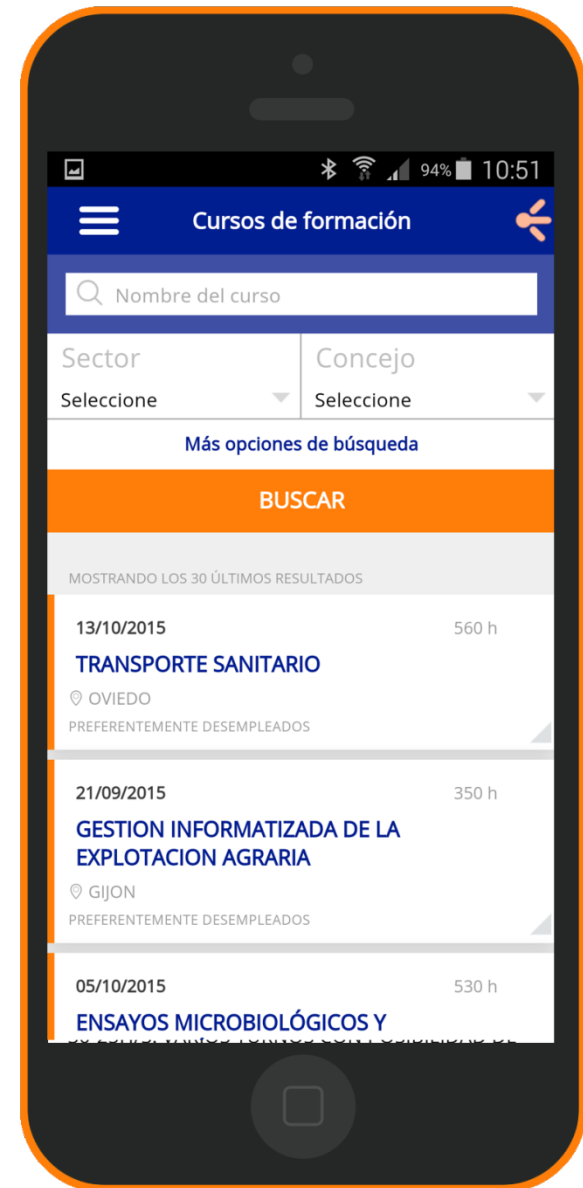 94% 10:51
Cursos de formación
Nombre del curso
Sector Concejo
Seleccione Seleccione
Más opciones de búsqueda
BUSCAR
MOSTRANDO LOS 30 ÚLTIMOS RESULTADOS
13/10/2015 560 h
TRANSPORTE SANITARIO
OVIEDO
PREFERENTEMENTE DESEMPLEADOS
21/09/2015 350 h
GESTION INFORMATIZADA DE LA
EXPLOTACION AGRARIA
GIJON
PREFERENTEMENTE DESEMPLEADOS
05/10/2015 530 h
ENSAYOS MICROBIOLÓGICOS Y